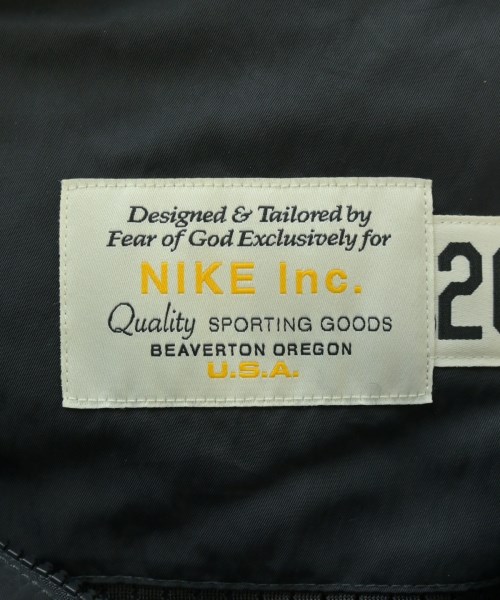 Designed & Tailored by
Fear of God Exclusively for
NIKE Inc.
Quality SPORTING GOODS
BEAVERTON OREGON
U.S.A.